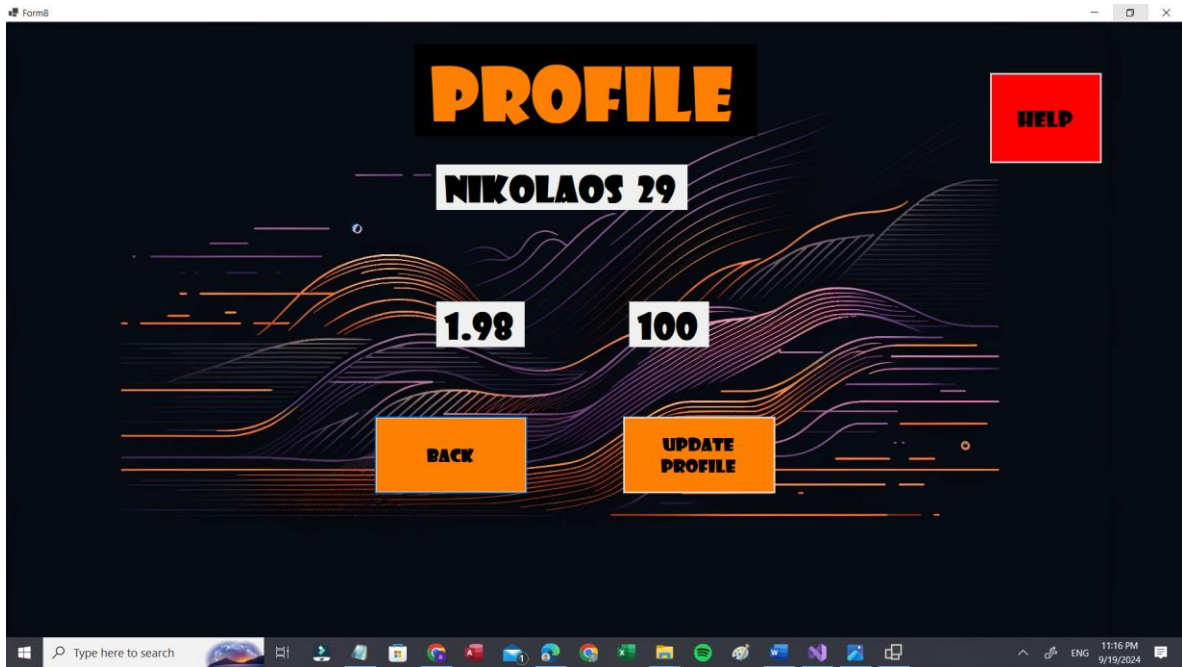 Form8
PROFILE
HELP
NIKOLAOS 29
1.98 100
BACK
UPDATE
PROFILE
Type here to search
1
ENG
11:16 PM
9/19/2024